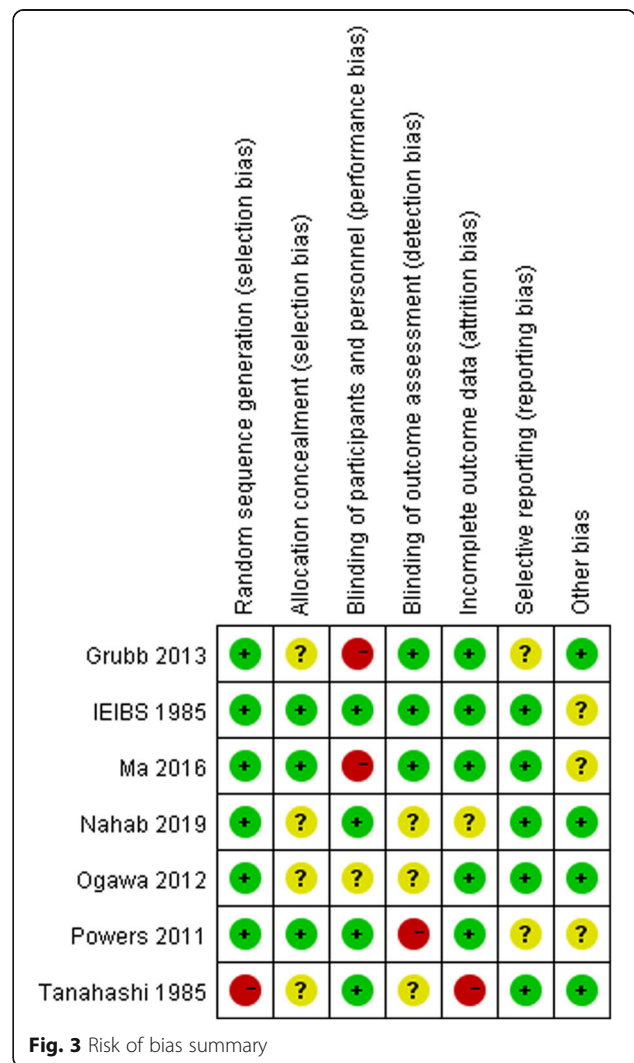 Random sequence generation (selection bias)
Allocation concealment (selection bias)
Blinding of participants and personnel (performance bias)
Blinding of outcome assessment (detection bias)
Incomplete outcome data (attrition bias)
Selective reporting (reporting bias)
Other bias
Grubb 2013 + ? - + + ? +
IEIBS 1985 + + + + + + ?
Ma 2016 + + - + + + ?
Nahab 2019 + ? + ? ? + +
Ogawa 2012 + ? ? ? + + +
Powers 2011 + + + - + ? ?
Tanahashi 1985 - ? + ? - + +
Fig. 3 Risk of bias summary